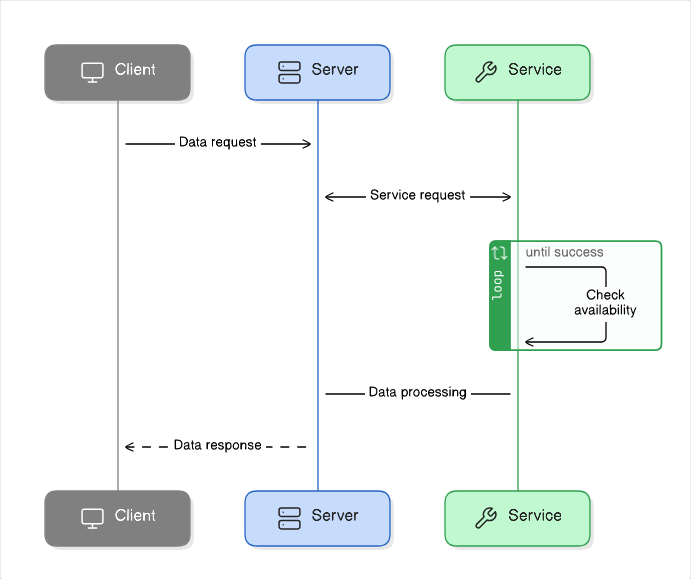 Client
Server
Service
Data request
Service request
loop
until success
Check
availability
Data processing
Data response
Client
Server
Service